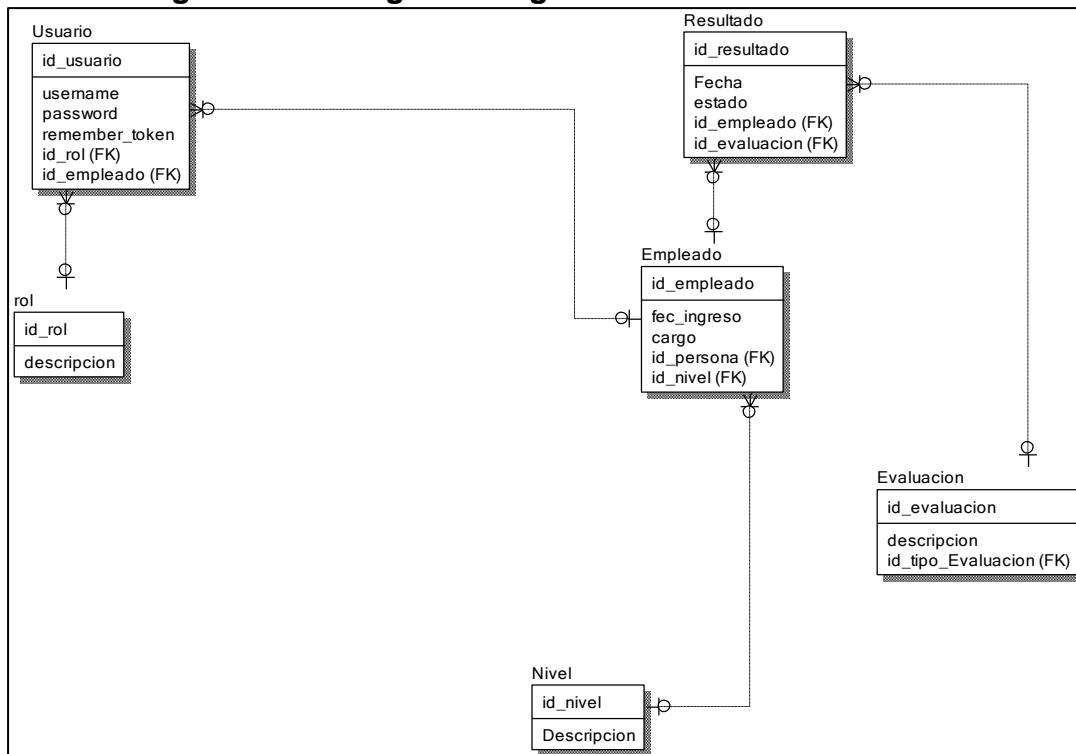 Usuario
id_usuario
username
password
remember_token
id_rol (FK)
id_empleado (FK)
Resultado
id_resultado
Fecha
estado
id_empleado (FK)
id_evaluacion (FK)
rol
id_rol
descripcion
Empleado
id_empleado
fec_ingreso
cargo
id_persona (FK)
id_nivel (FK)
Evaluacion
id_evaluacion
descripcion
id_tipo_Evaluacion (FK)
Nivel
id_nivel
Descripcion